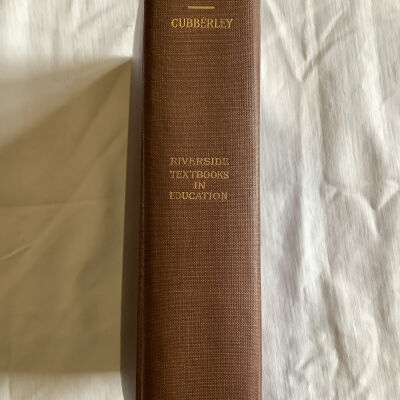 CUBBERLEY
RIVERSIDE
TEXTBOOKS
IN
EDUCATION